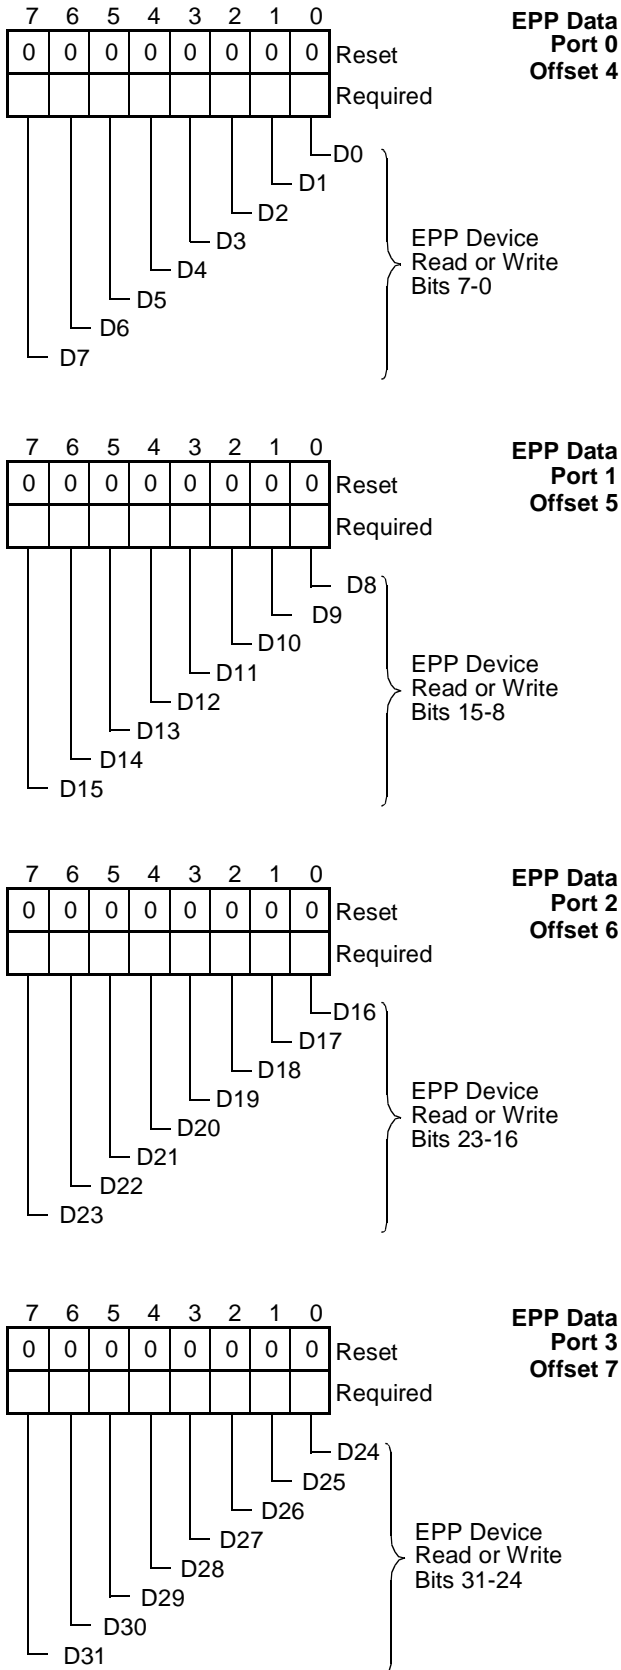 7 6 5 4 3 2 1 0
EPP Data
Port 0
Offset 4
0 0 0 0 0 0 0 0 Reset
Required
D0
D1
D2
D3
D4
D5
D6
D7
EPP Device
Read or Write
Bits 7-0
7 6 5 4 3 2 1 0
EPP Data
Port 1
Offset 5
0 0 0 0 0 0 0 0 Reset
Required
D8
D9
D10
D11
D12
D13
D14
D15
EPP Device
Read or Write
Bits 15-8
7 6 5 4 3 2 1 0
EPP Data
Port 2
Offset 6
0 0 0 0 0 0 0 0 Reset
Required
D16
D17
D18
D19
D20
D21
D22
D23
EPP Device
Read or Write
Bits 23-16
7 6 5 4 3 2 1 0
EPP Data
Port 3
Offset 7
0 0 0 0 0 0 0 0 Reset
Required
D24
D25
D26
D27
D28
D29
D30
D31
EPP Device
Read or Write
Bits 31-24